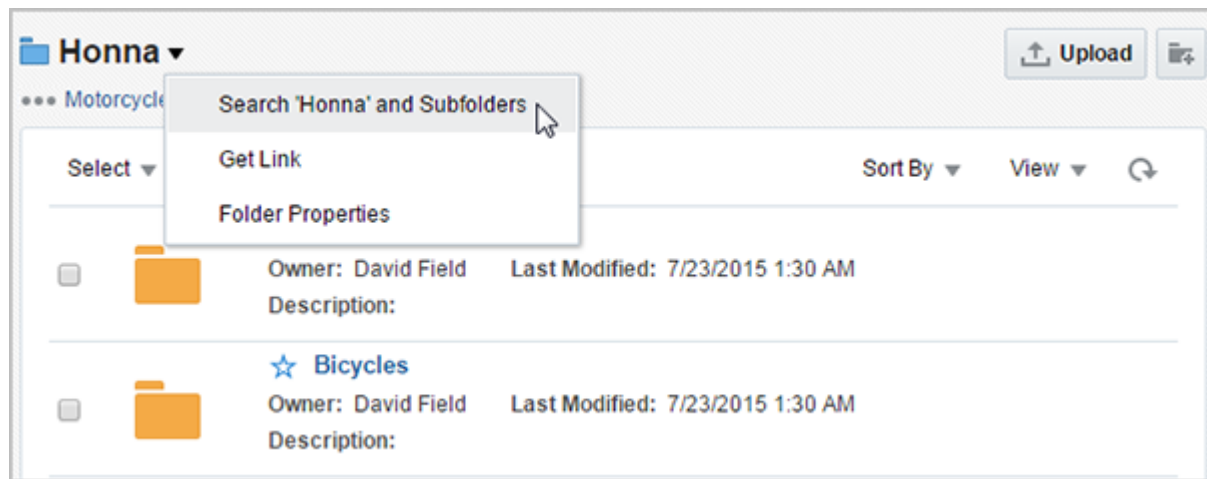 Honna
Upload
Motorcycle
Search 'Honna' and Subfolders
Get Link
Select
Sort By
View
Folder Properties
Owner: David Field Last Modified: 7/23/2015 1:30 AM
Description:
Bicycles
Owner: David Field Last Modified: 7/23/2015 1:30 AM
Description: